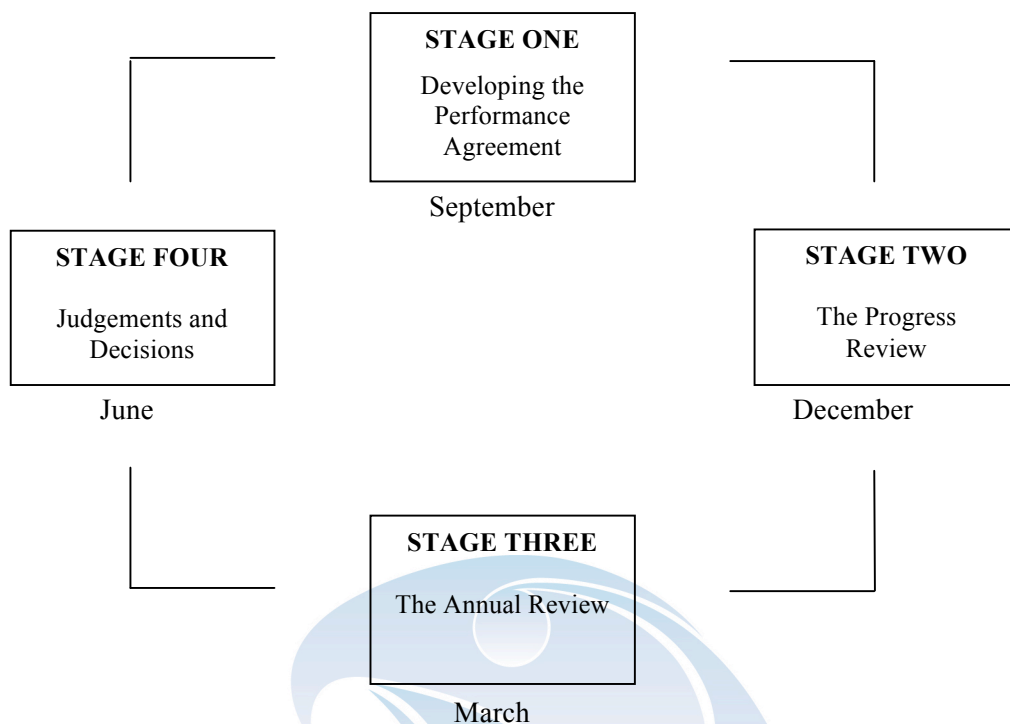 STAGE ONE
Developing the
Performance
Agreement
September
STAGE FOUR
Judgements and
Decisions
June
STAGE TWO
The Progress
Review
December
STAGE THREE
The Annual Review
March